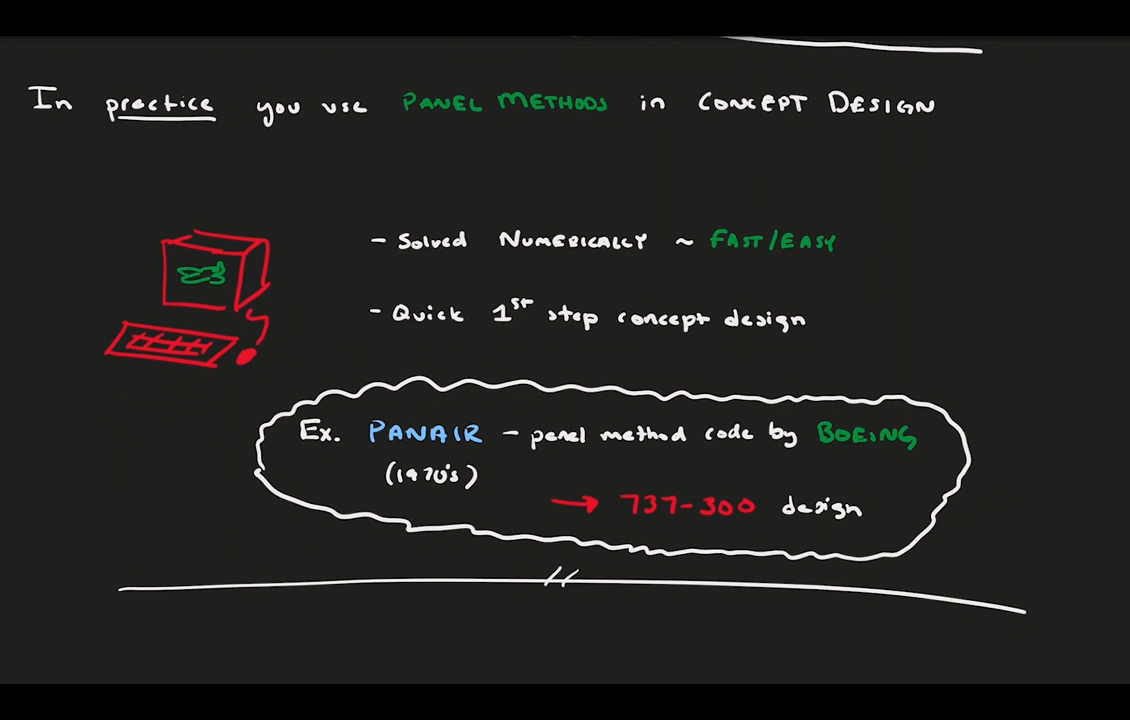 In practice you use PANEL METHODS in CONCEPT DESIGN
- Solved NUMERICALLY ~ FAST/EASY
- Quick 1st step concept design
Ex. PANAIR - panel method code by BOEING
(1970's)
→ 737-300 design